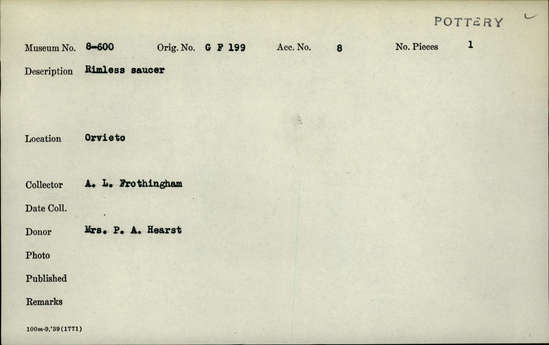 POTTERY
Museum No. 8-600 Orig. No. G F 199 Acc. No. 8 No. Pieces 1
Description Rimless saucer
Location Orvieto
Collector A. L. Frothingham
Date Coll.
Donor Mrs. P. A. Hearst
Photo
Published
Remarks
100m-9,'39(1771)